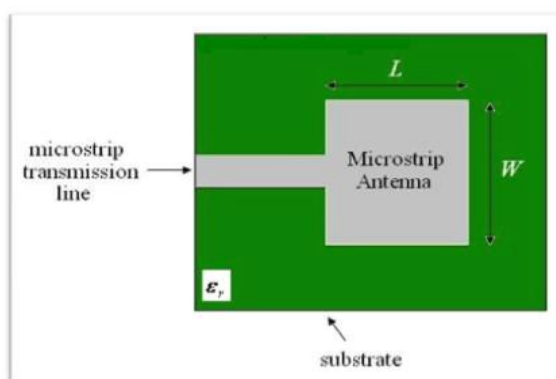 L
microstrip
transmission
line
Microstrip
Antenna
W
εr
substrate